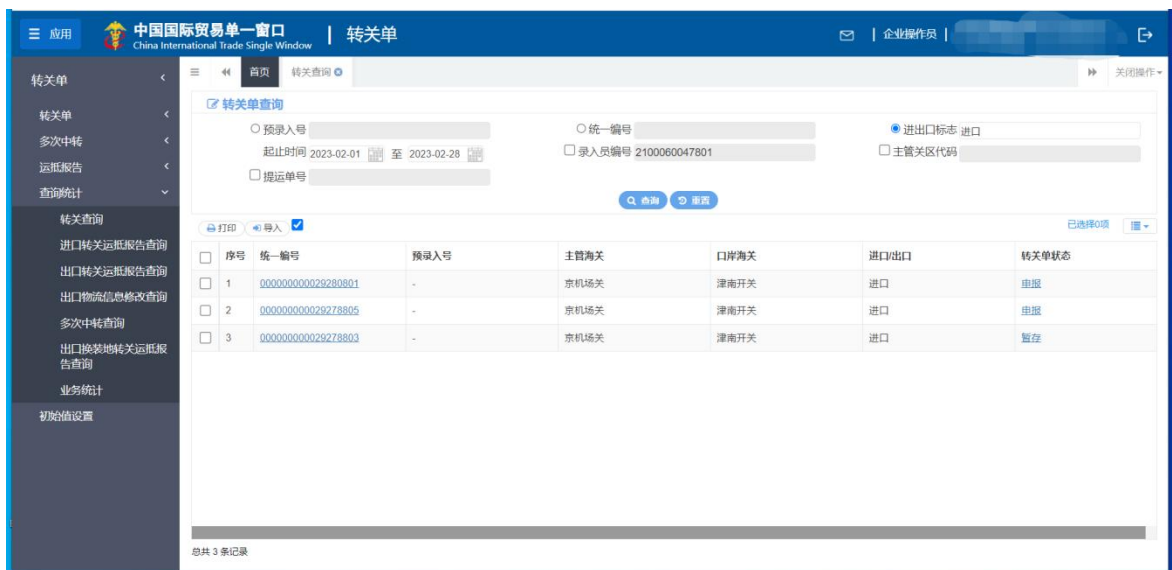 应用
中国国际贸易单一窗口
China International Trade Single Window
转关单
企业操作员
转关单
转关单
多次中转
运抵报告
查询统计
转关查询
进口转关运抵报告查询
出口转关运抵报告查询
出口物流信息修改查询
多次中转查询
出口换装地转关运抵报
告查询
业务统计
初始值设置
首页 转关查询 关闭操作
转关单查询
预录入号 统一编号 进出口标志 进口
起止时间 2023-02-01 至 2023-02-28 录入员编号 2100060047801 主管关区代码
提运单号
查询 重置
打印 导入 已选择0项
序号 统一编号 预录入号 主管海关 口岸海关 进口/出口 转关单状态
1 000000000029280801 - 京机场关 津南开关 进口 申报
2 000000000029278805 - 京机场关 津南开关 进口 申报
3 000000000029278803 - 京机场关 津南开关 进口 暂存
总共 3 条记录